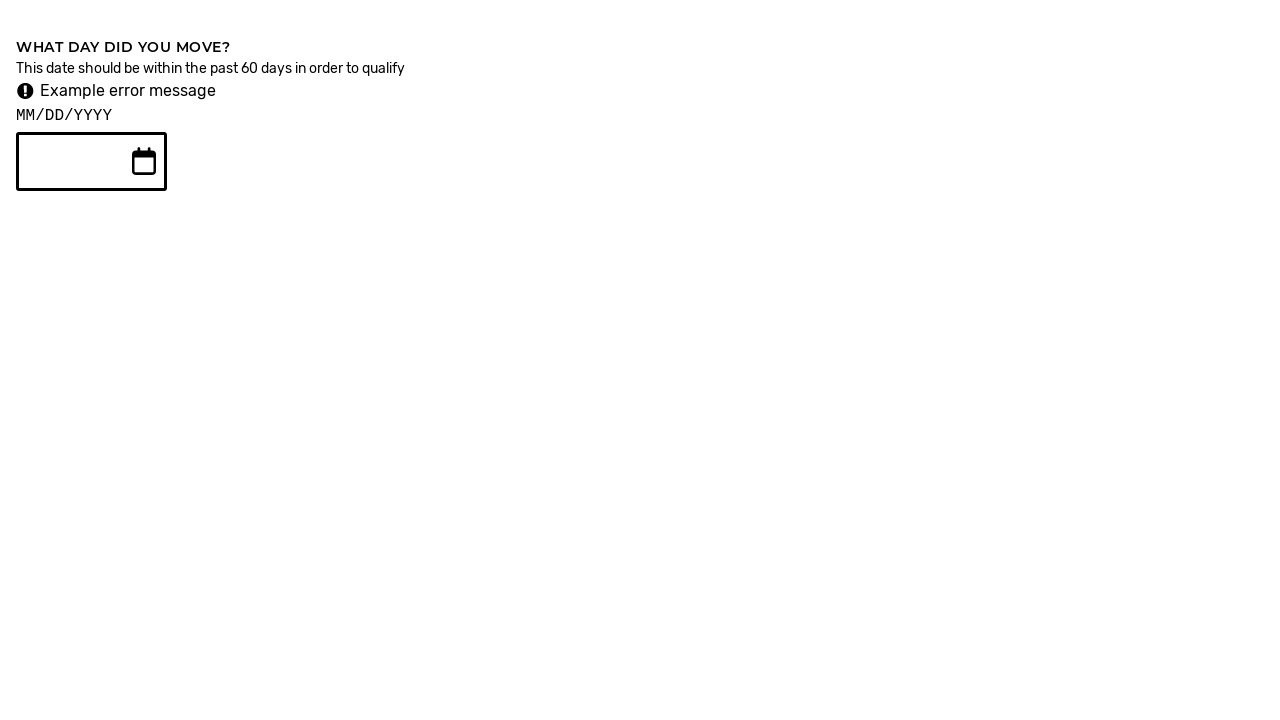 WHAT DAY DID YOU MOVE?
This date should be within the past 60 days in order to qualify
Example error message
MM/DD/YYYY